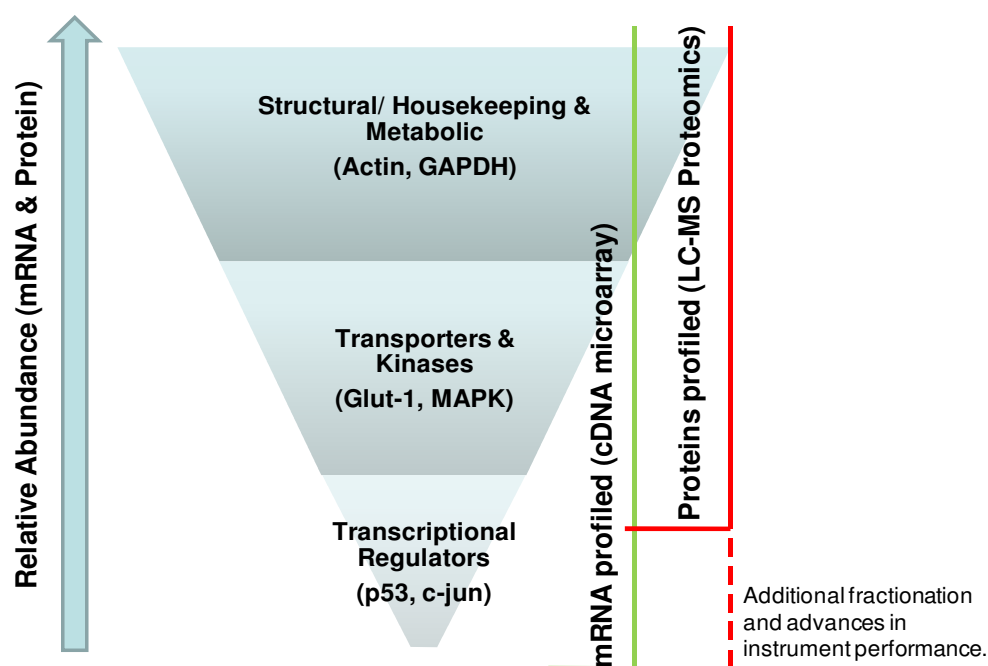 Relative Abundance (mRNA & Protein)
Structural/ Housekeeping &
Metabolic
(Actin, GAPDH)
Transporters &
Kinases
(Glut-1, MAPK)
Transcriptional
Regulators
(p53, c-jun)
mRNA profiled (cDNA microarray)
Proteins profiled (LC-MS Proteomics)
Additional fractionation
and advances in
instrument performance.